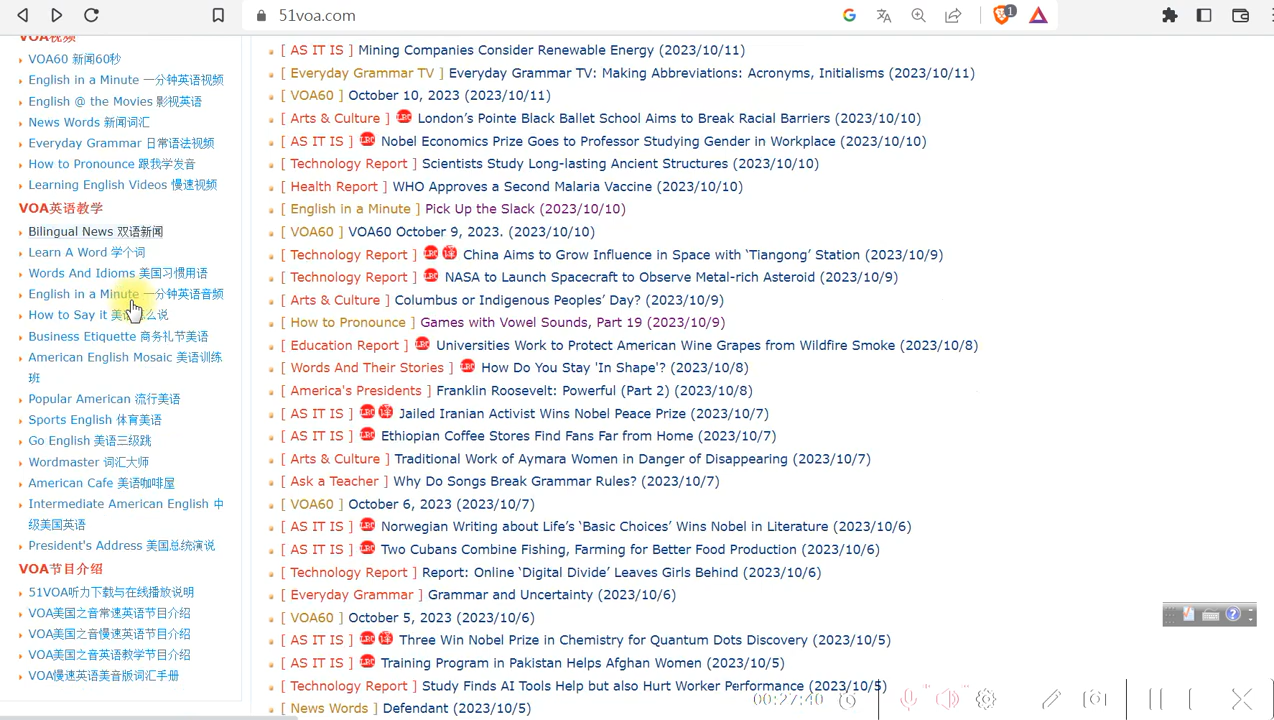 51voa.com
1
VOA视频
VOA60 新闻60秒
English in a Minute 一分钟英语视频
English @ the Movies 影视英语
News Words 新闻词汇
Everyday Grammar 日常语法视频
How to Pronounce 跟我学发音
Learning English Videos 慢速视频
VOA英语教学
Bilingual News 双语新闻
Learn A Word 学个词
Words And Idioms 美国习惯用语
English in a Minute 一分钟英语音频
How to Say it 美语怎么说
Business Etiquette 商务礼节美语
American English Mosaic 美语训练
班
Popular American 流行美语
Sports English 体育美语
Go English 美语三级跳
Wordmaster 词汇大师
American Cafe 美语咖啡屋
Intermediate American English 中
级美国英语
President's Address 美国总统演说
VOA节目介绍
51VOA听力下载与在线播放说明
VOA美国之音常速英语节目介绍
VOA美国之音慢速英语节目介绍
VOA美国之音英语教学节目介绍
VOA慢速英语美音版词汇手册
[ AS IT IS ] Mining Companies Consider Renewable Energy (2023/10/11)
[ Everyday Grammar TV ] Everyday Grammar TV: Making Abbreviations: Acronyms, Initialisms (2023/10/11)
[ VOA60 ] October 10, 2023 (2023/10/11)
[ Arts & Culture ] LRC London’s Pointe Black Ballet School Aims to Break Racial Barriers (2023/10/10)
[ AS IT IS ] LRC Nobel Economics Prize Goes to Professor Studying Gender in Workplace (2023/10/10)
[ Technology Report ] Scientists Study Long-lasting Ancient Structures (2023/10/10)
[ Health Report ] WHO Approves a Second Malaria Vaccine (2023/10/10)
[ English in a Minute ] Pick Up the Slack (2023/10/10)
[ VOA60 ] VOA60 October 9, 2023. (2023/10/10)
[ Technology Report ] LRC 译 China Aims to Grow Influence in Space with ‘Tiangong’ Station (2023/10/9)
[ Technology Report ] LRC NASA to Launch Spacecraft to Observe Metal-rich Asteroid (2023/10/9)
[ Arts & Culture ] Columbus or Indigenous Peoples’ Day? (2023/10/9)
[ How to Pronounce ] Games with Vowel Sounds, Part 19 (2023/10/9)
[ Education Report ] LRC Universities Work to Protect American Wine Grapes from Wildfire Smoke (2023/10/8)
[ Words And Their Stories ] LRC How Do You Stay 'In Shape'? (2023/10/8)
[ America's Presidents ] Franklin Roosevelt: Powerful (Part 2) (2023/10/8)
[ AS IT IS ] LRC 译 Jailed Iranian Activist Wins Nobel Peace Prize (2023/10/7)
[ AS IT IS ] LRC Ethiopian Coffee Stores Find Fans Far from Home (2023/10/7)
[ Arts & Culture ] Traditional Work of Aymara Women in Danger of Disappearing (2023/10/7)
[ Ask a Teacher ] Why Do Songs Break Grammar Rules? (2023/10/7)
[ VOA60 ] October 6, 2023 (2023/10/7)
[ AS IT IS ] LRC Norwegian Writing about Life’s ‘Basic Choices’ Wins Nobel in Literature (2023/10/6)
[ AS IT IS ] LRC Two Cubans Combine Fishing, Farming for Better Food Production (2023/10/6)
[ Technology Report ] Report: Online ‘Digital Divide’ Leaves Girls Behind (2023/10/6)
[ Everyday Grammar ] Grammar and Uncertainty (2023/10/6)
[ VOA60 ] October 5, 2023 (2023/10/6)
[ AS IT IS ] LRC 译 Three Win Nobel Prize in Chemistry for Quantum Dots Discovery (2023/10/5)
[ AS IT IS ] LRC Training Program in Pakistan Helps Afghan Women (2023/10/5)
[ Technology Report ] Study Finds AI Tools Help but also Hurt Worker Performance (2023/10/5)
[ News Words ] Defendant (2023/10/5)
00:27:40